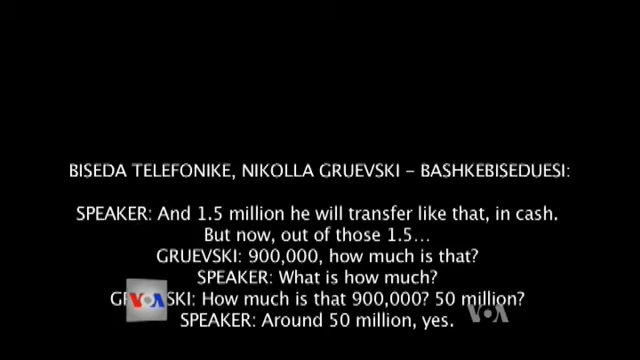 BISEDA TELEFONIKE, NIKOLLA GRUEVSKI - BASHKEBISEDUESI:
SPEAKER: And 1.5 million he will transfer like that, in cash.
But now, out of those 1.5...
GRUEVSKI: 900,000, how much is that?
SPEAKER: What is how much?
SKI: How much is that 900,000? 50 million?
SPEAKER: Around 50 million, yes.
VOA
VOA